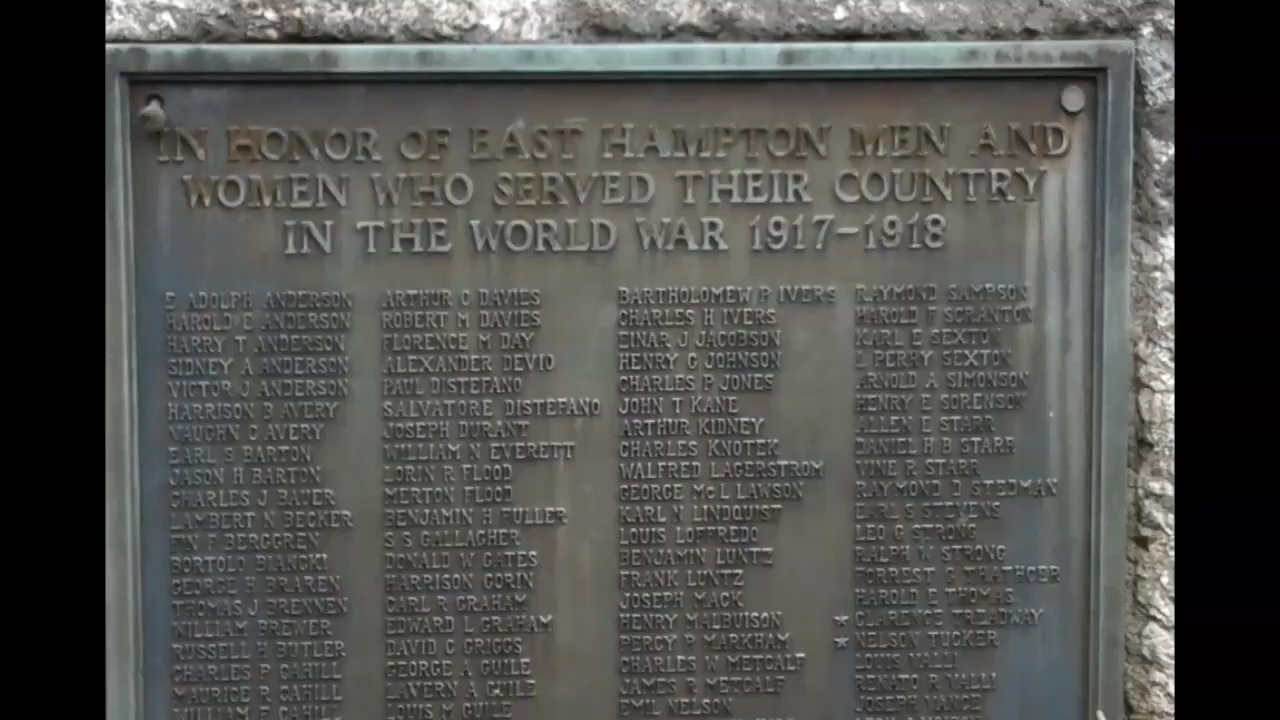 IN HONOR OF EAST HAMPTON MEN AND
WOMEN WHO SERVED THEIR COUNTRY
IN THE WORLD WAR 1917-1918
E ADOLPH ANDERSON
HAROLD E ANDERSON
HARRY T ANDERSON
SIDNEY A ANDERSON
VICTOR J ANDERSON
HARRISON B AVERY
VAUGHN C AVERY
EARL S BARTON
JASON H BARTON
CHARLES J BAUER
LAMBERT N BECKER
F BERGGREN
BORTOLO BIANCKI
GEORGE H BRAREN
THOMAS J BRENNEN
WILLIAM BREWER
RUSSELL H BUTLER
CHARLES P CAHILL
MAURICE R CAHILL
WILLIAM F CAHILL
ARTHUR C DAVIES
ROBERT M DAVIES
FLORENCE M DAY
ALEXANDER DEVIO
PAUL DISTEFANO
SALVATORE DISTEFANO
JOSEPH DURANT
WILLIAM N EVERETT
LORIN R FLOOD
MERTON FLOOD
BENJAMIN H FULLER
S S GALLAGHER
DONALD W GATES
HARRISON GORIN
CARL R GRAHAM
EDWARD L GRAHAM
DAVID C GRIGGS
GEORGE A GUILE
LAVERN A GUILE
LOUIS M GUILE
BARTHOLOMEW P IVERS
CHARLES H IVERS
EINAR J JACOBSON
HENRY G JOHNSON
CHARLES P JONES
JOHN T KANE
ARTHUR KIDNEY
CHARLES KNOTEK
WALFRED LAGERSTROM
GEORGE McL LAWSON
KARL N LINDQUIST
LOUIS LOFFREDO
BENJAMIN LUNTZ
FRANK LUNTZ
JOSEPH MACK
HENRY MALBUISON
PERCY P MARKHAM
CHARLES W METCALF
JAMES R METCALF
EMIL NELSON
RAYMOND SAMPSON
HAROLD F SCRANTON
KARL E SEXTON
L PERRY SEXTON
ARNOLD A SIMONSON
HENRY E SORENSON
ALLEN E STARR
DANIEL H B STARR
VINE R STARR
RAYMOND D STEDMAN
EARL S STEVENS
LEO G STRONG
RALPH W STRONG
FORREST G THATHCER
HAROLD E THOMAS
* CLARENCE TREADWAY
* NELSON TUCKER
LOUIS VALLI
RENATO R VALLI
JOSEPH VANCE